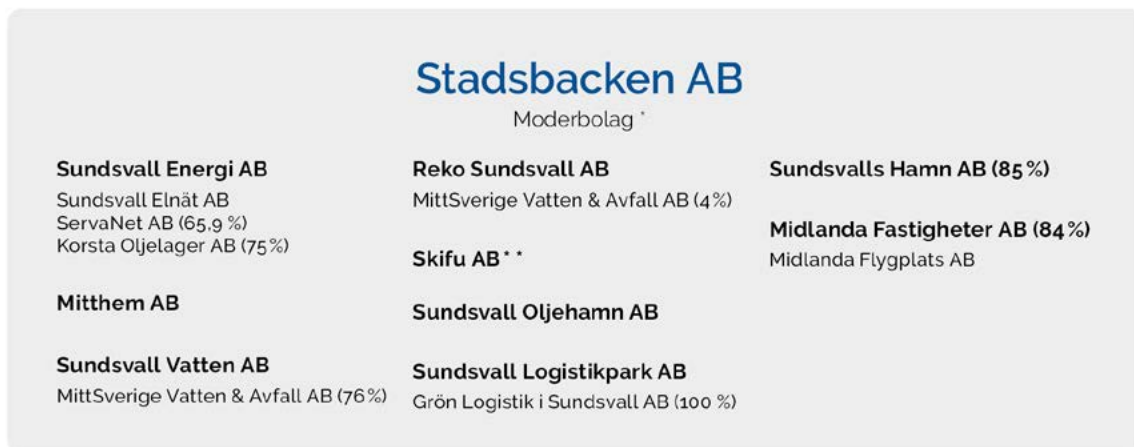 Stadsbacken AB
Moderbolag *
Sundsvall Energi AB
Sundsvall Elnät AB
ServaNet AB (65,9 %)
Korsta Oljelager AB (75%)
Mitthem AB
Sundsvall Vatten AB
MittSverige Vatten & Avfall AB (76%)
Reko Sundsvall AB
MittSverige Vatten & Avfall AB (4%)
Skifu AB* *
Sundsvall Oljehamn AB
Sundsvall Logistikpark AB
Grön Logistik i Sundsvall AB (100 %)
Sundsvalls Hamn AB (85%)
Midlanda Fastigheter AB (84%)
Midlanda Flygplats AB